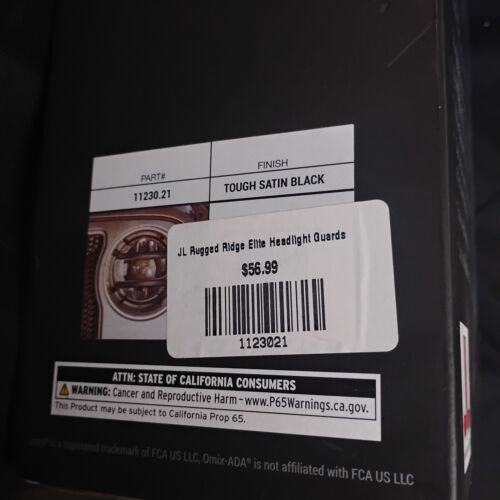 PART# FINISH
11230.21 TOUGH SATIN BLACK
JL Rugged Ridge Elite Headlight Guards
$56.99
1123021
ATTN: STATE OF CALIFORNIA CONSUMERS
WARNING: Cancer and Reproductive Harm - www.P65Warnings.ca.gov.
This Product may be subject to California Prop 65.
is a registered trademark of FCA US LLC, Omix-ADA® is not affiliated with FCA US LLC